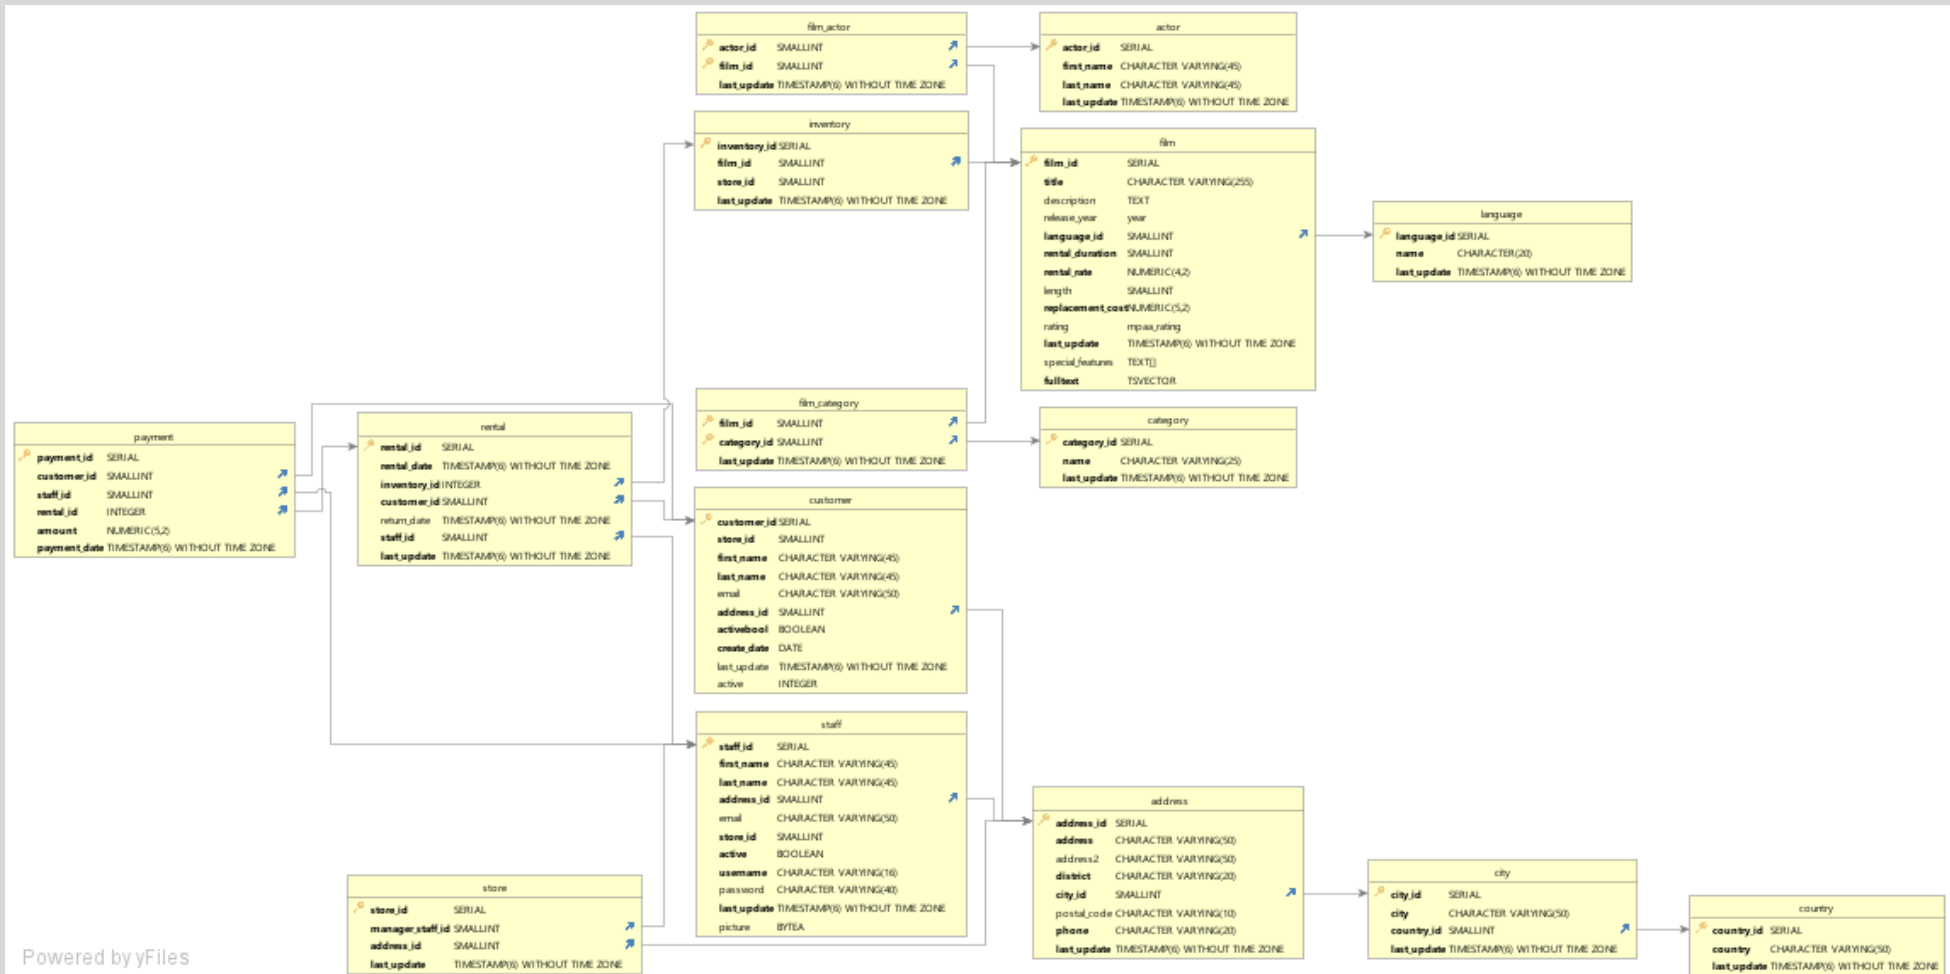 film_actor
actor_id SMALLINT
film_id SMALLINT
last_update TIMESTAMP(6) WITHOUT TIME ZONE
actor
actor_id SERIAL
first_name CHARACTER VARYING(45)
last_name CHARACTER VARYING(45)
last_update TIMESTAMP(6) WITHOUT TIME ZONE
inventory
inventory_id SERIAL
film_id SMALLINT
store_id SMALLINT
last_update TIMESTAMP(6) WITHOUT TIME ZONE
film
film_id SERIAL
title CHARACTER VARYING(255)
description TEXT
release_year year
language_id SMALLINT
rental_duration SMALLINT
rental_rate NUMERIC(4,2)
length SMALLINT
replacement_cost NUMERIC(5,2)
rating mpaa_rating
last_update TIMESTAMP(6) WITHOUT TIME ZONE
special_features TEXT[]
fulltext TSVECTOR
language
language_id SERIAL
name CHARACTER(20)
last_update TIMESTAMP(6) WITHOUT TIME ZONE
film_category
film_id SMALLINT
category_id SMALLINT
last_update TIMESTAMP(6) WITHOUT TIME ZONE
category
category_id SERIAL
name CHARACTER VARYING(25)
last_update TIMESTAMP(6) WITHOUT TIME ZONE
payment
payment_id SERIAL
customer_id SMALLINT
staff_id SMALLINT
rental_id INTEGER
amount NUMERIC(5,2)
payment_date TIMESTAMP(6) WITHOUT TIME ZONE
rental
rental_id SERIAL
rental_date TIMESTAMP(6) WITHOUT TIME ZONE
inventory_id INTEGER
customer_id SMALLINT
return_date TIMESTAMP(6) WITHOUT TIME ZONE
staff_id SMALLINT
last_update TIMESTAMP(6) WITHOUT TIME ZONE
customer
customer_id SERIAL
store_id SMALLINT
first_name CHARACTER VARYING(45)
last_name CHARACTER VARYING(45)
email CHARACTER VARYING(50)
address_id SMALLINT
activebool BOOLEAN
create_date DATE
last_update TIMESTAMP(6) WITHOUT TIME ZONE
active INTEGER
staff
staff_id SERIAL
first_name CHARACTER VARYING(45)
last_name CHARACTER VARYING(45)
address_id SMALLINT
email CHARACTER VARYING(50)
store_id SMALLINT
active BOOLEAN
username CHARACTER VARYING(16)
password CHARACTER VARYING(40)
last_update TIMESTAMP(6) WITHOUT TIME ZONE
picture BYTEA
store
store_id SERIAL
manager_staff_id SMALLINT
address_id SMALLINT
last_update TIMESTAMP(6) WITHOUT TIME ZONE
address
address_id SERIAL
address CHARACTER VARYING(50)
address2 CHARACTER VARYING(50)
district CHARACTER VARYING(20)
city_id SMALLINT
postal_code CHARACTER VARYING(10)
phone CHARACTER VARYING(20)
last_update TIMESTAMP(6) WITHOUT TIME ZONE
city
city_id SERIAL
city CHARACTER VARYING(50)
country_id SMALLINT
last_update TIMESTAMP(6) WITHOUT TIME ZONE
country
country_id SERIAL
country CHARACTER VARYING(50)
last_update TIMESTAMP(6) WITHOUT TIME ZONE
Powered by yFiles